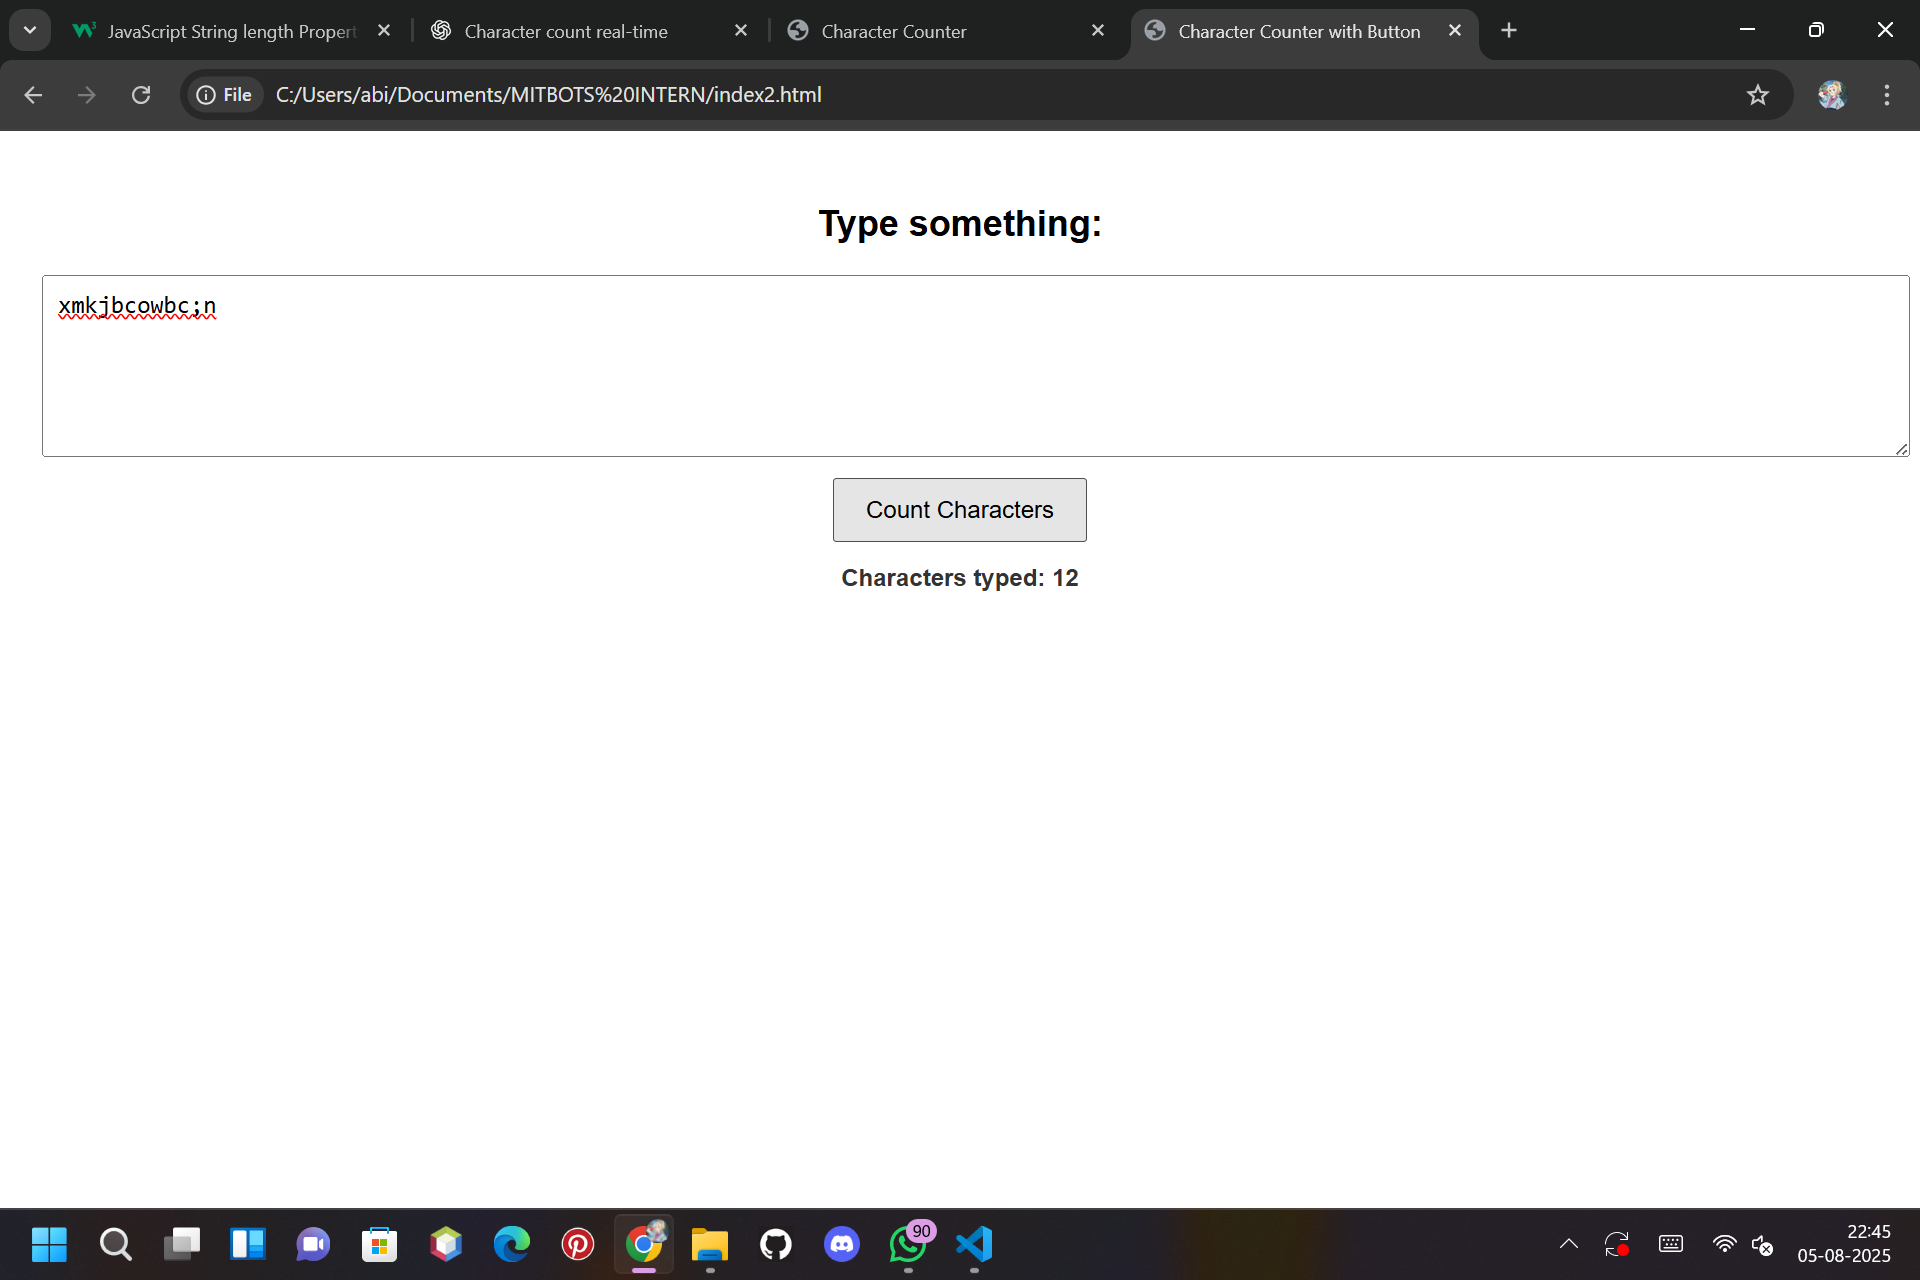 JavaScript String length Propert
Character count real-time
Character Counter
Character Counter with Button
File
C:/Users/abi/Documents/MITBOTS%20INTERN/index2.html
Type something:
xmkjbcowbc;n
Count Characters
Characters typed: 12
90
22:45
05-08-2025